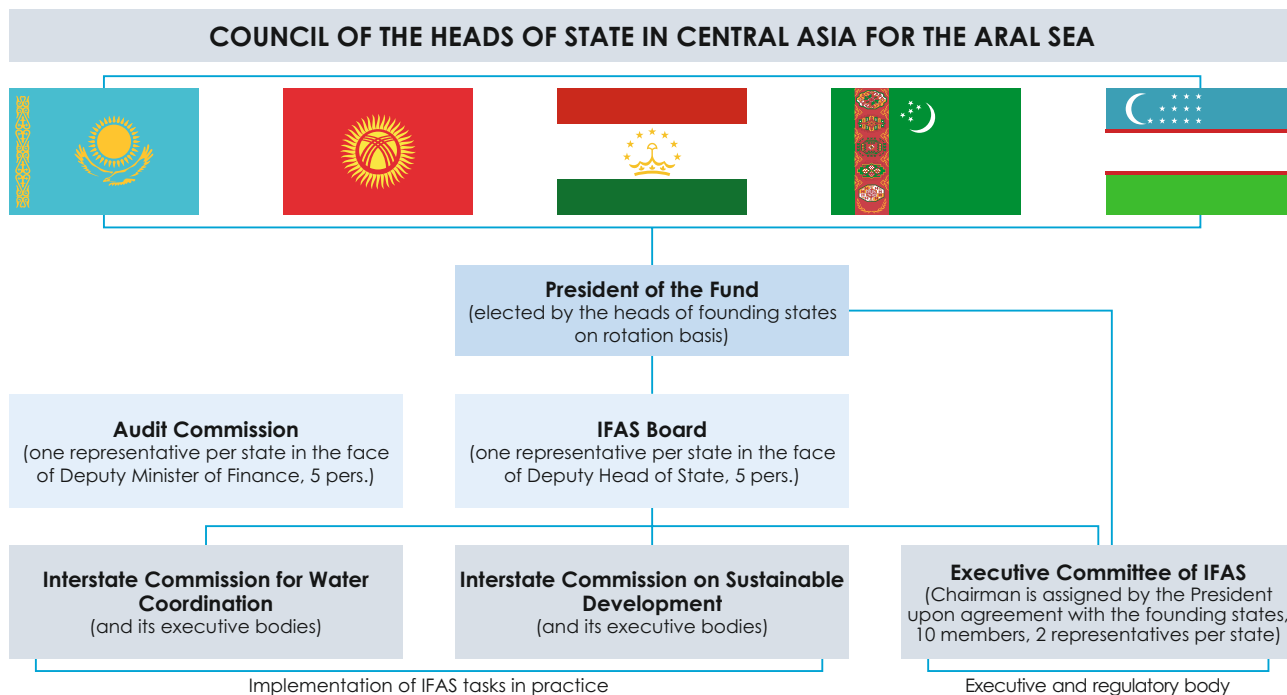 COUNCIL OF THE HEADS OF STATE IN CENTRAL ASIA FOR THE ARAL SEA
President of the Fund
(elected by the heads of founding states
on rotation basis)
Audit Commission
(one representative per state in the face
of Deputy Minister of Finance, 5 pers.)
IFAS Board
(one representative per state in the face
of Deputy Head of State, 5 pers.)
Interstate Commission for Water
Coordination
(and its executive bodies)
Interstate Commission on Sustainable
Development
(and its executive bodies)
Executive Committee of IFAS
(Chairman is assigned by the President
upon agreement with the founding states,
10 members, 2 representatives per state)
Implementation of IFAS tasks in practice
Executive and regulatory body